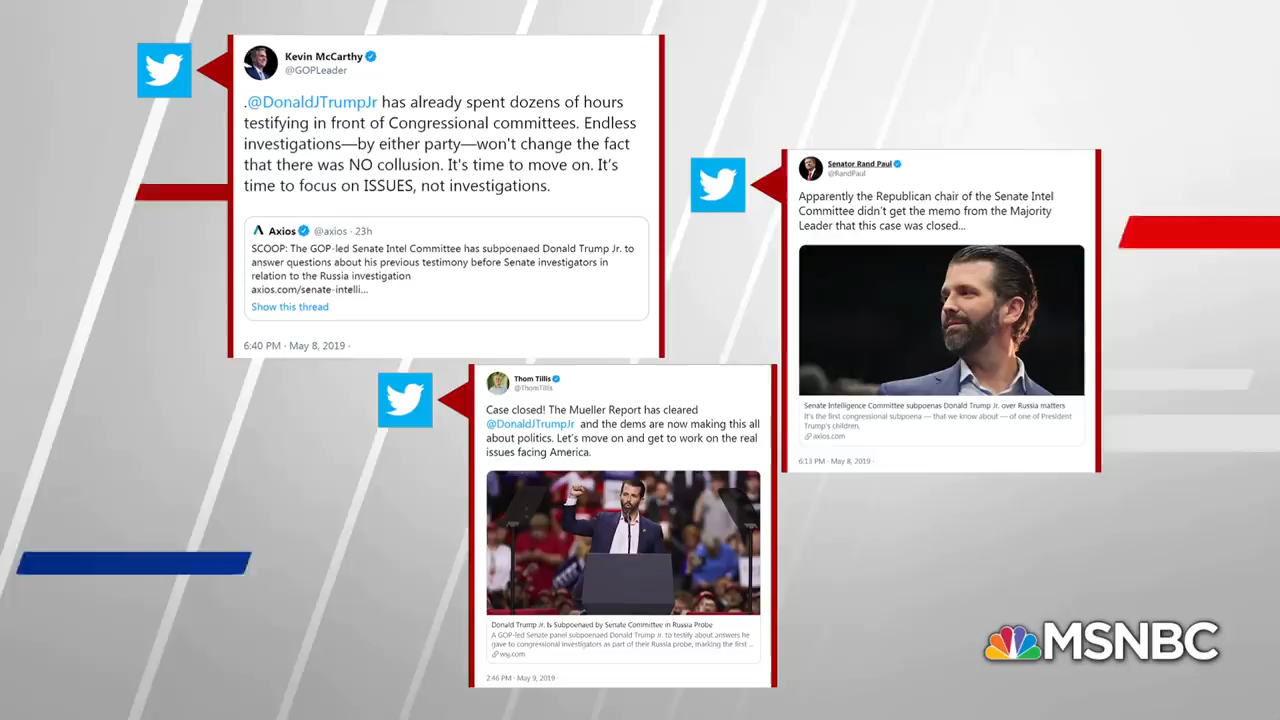 Kevin McCarthy
@GOPLeader
.@DonaldJTrumpJr has already spent dozens of hours
testifying in front of Congressional committees. Endless
investigations—by either party—won't change the fact
that there was NO collusion. It's time to move on. It's
time to focus on ISSUES, not investigations.
Axios @axios · 23h
SCOOP: The GOP-led Senate Intel Committee has subpoenaed Donald Trump Jr. to
answer questions about his previous testimony before Senate investigators in
relation to the Russia investigation
axios.com/senate-intelli...
Show this thread
6:40 PM · May 8, 2019 ·
Senator Rand Paul
@RandPaul
Apparently the Republican chair of the Senate Intel
Committee didn't get the memo from the Majority
Leader that this case was closed...
Senate Intelligence Committee subpoenas Donald Trump Jr. over Russia matters
It's the first congressional subpoena — that we know about — of one of President
Trump's children.
axios.com
6:13 PM · May 8, 2019 ·
Thom Tillis
@ThomTillis
Case closed! The Mueller Report has cleared
@DonaldJTrumpJr and the dems are now making this all
about politics. Let's move on and get to work on the real
issues facing America.
Donald Trump Jr. Is Subpoenaed by Senate Committee in Russia Probe
A GOP-led Senate panel subpoenaed Donald Trump Jr. to testify about answers he
gave to congressional investigators as part of their Russia probe, marking the first ...
wsj.com
2:46 PM · May 9, 2019 ·
MSNBC